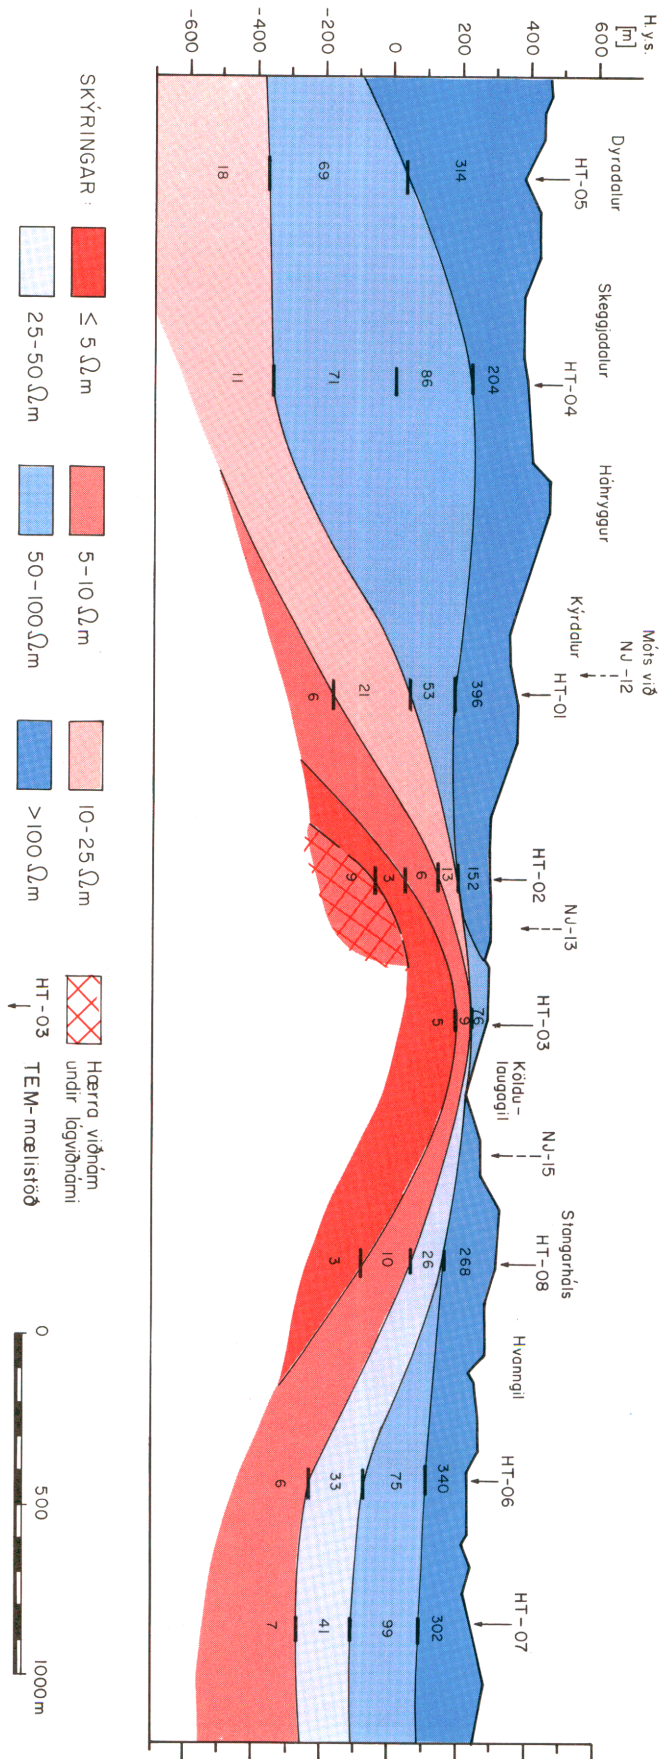 H.y.s.
[m]
600
400
200
0
-200
-400
-600
Dyradalur
HT-05
Skeggjadalur
HT-04
Háhryggur
Kýrdalur
Móts við
NJ-12
HT-01
HT-02
NJ-13
HT-03
Köldu-
laugagil
NJ-15
Stangarháls
HT-08
Hvanngil
HT-06
HT-07
314
69
18
204
86
71
11
396
53
21
6
152
13
6
3
9
76
9
5
268
26
10
3
340
75
33
6
302
99
41
7
SKÝRINGAR :
≤ 5 Ωm
5-10 Ωm
10-25 Ωm
Hærra viðnám
undir lágviðnámi
25-50 Ωm
50-100 Ωm
>100 Ωm
HT-03
TEM-mælistöð
0
500
1000 m